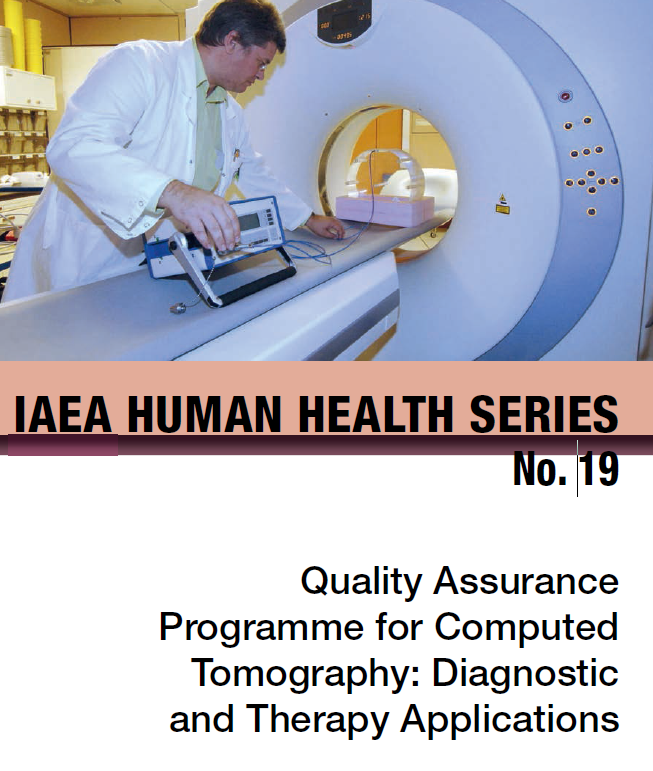 IAEA HUMAN HEALTH SERIES
No. 19
Quality Assurance
Programme for Computed
Tomography: Diagnostic
and Therapy Applications